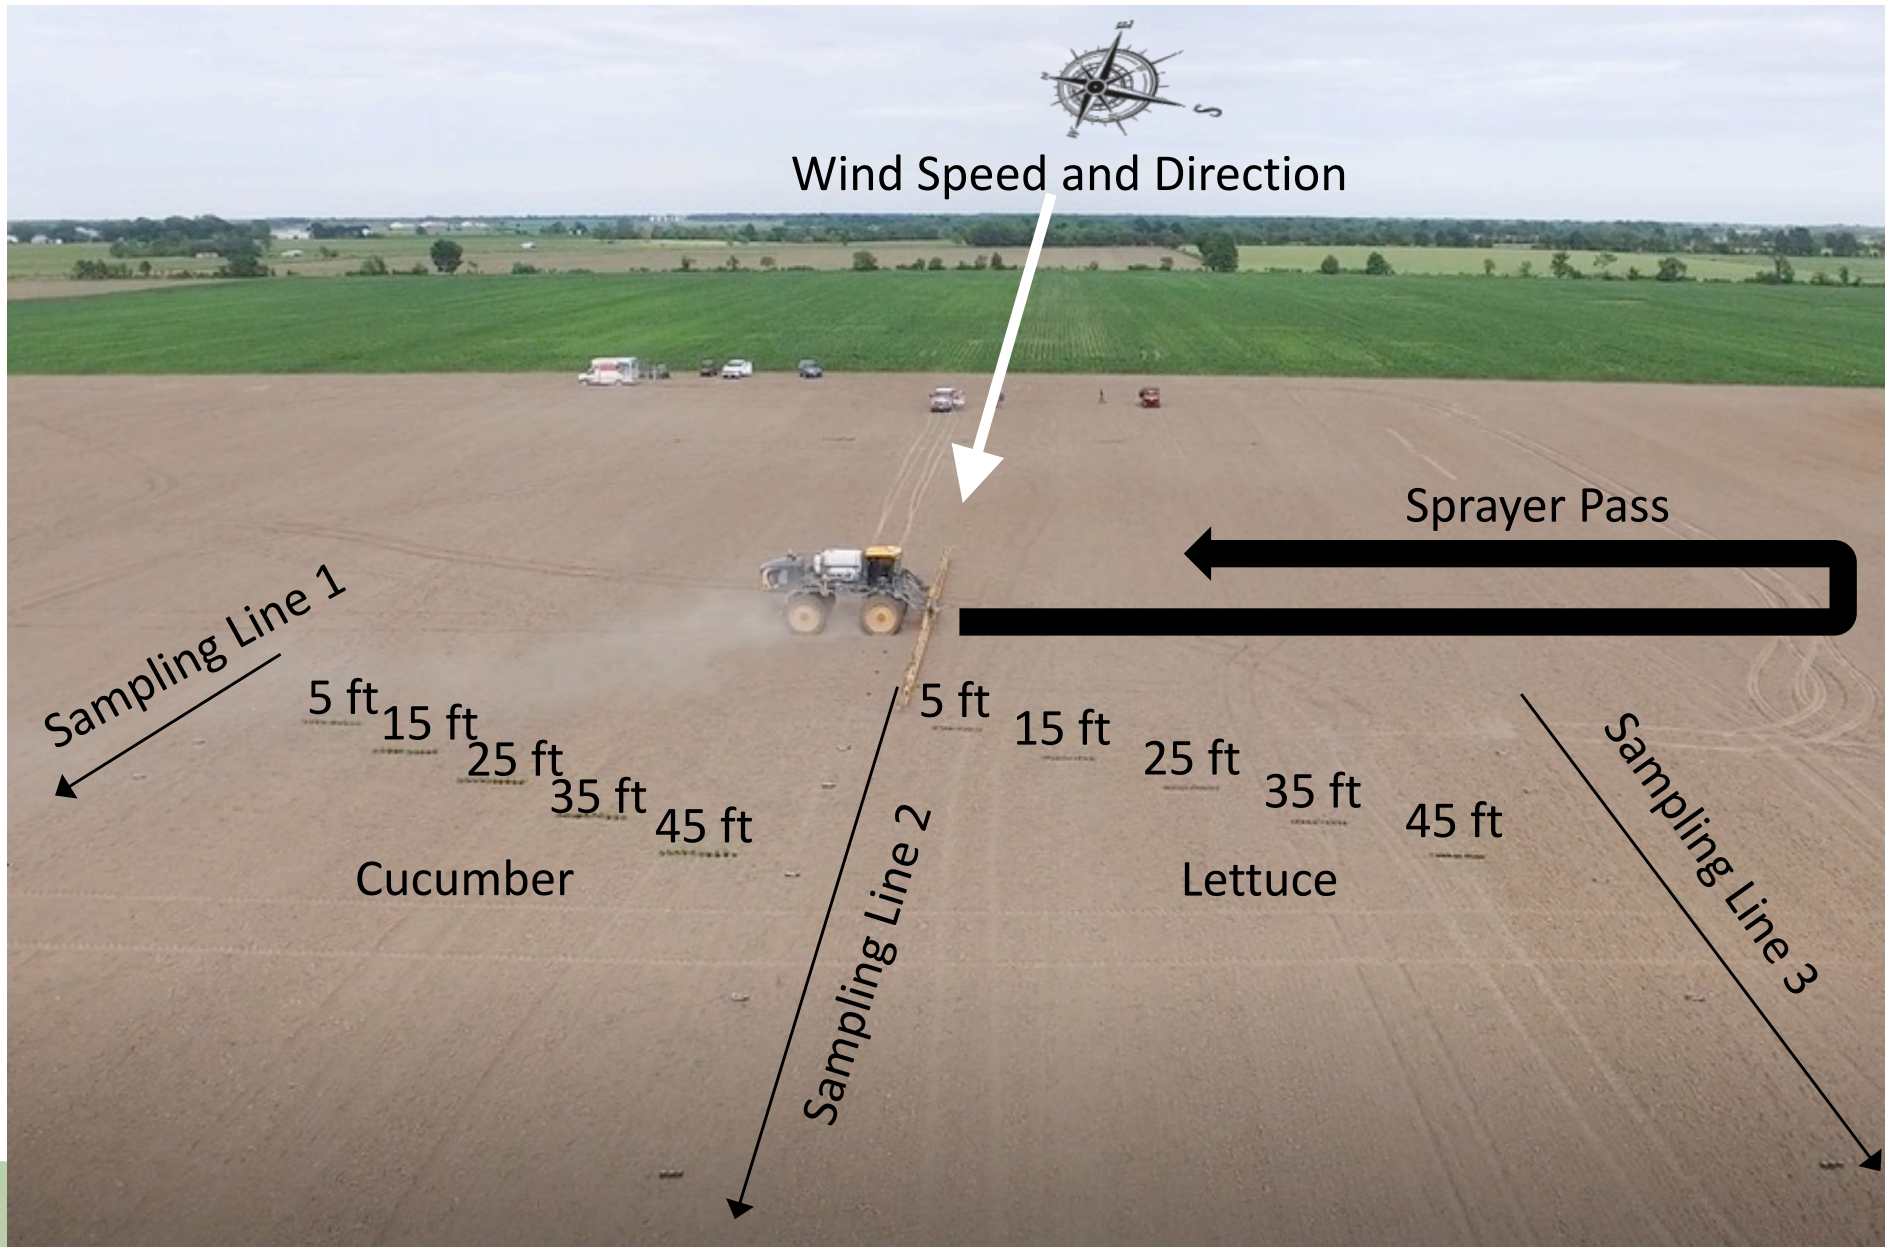 E
N
S
W
Wind Speed and Direction
Sprayer Pass
Sampling Line 1
5 ft
15 ft
25 ft
35 ft
45 ft
Cucumber
Sampling Line 2
5 ft
15 ft
25 ft
35 ft
45 ft
Lettuce
Sampling Line 3